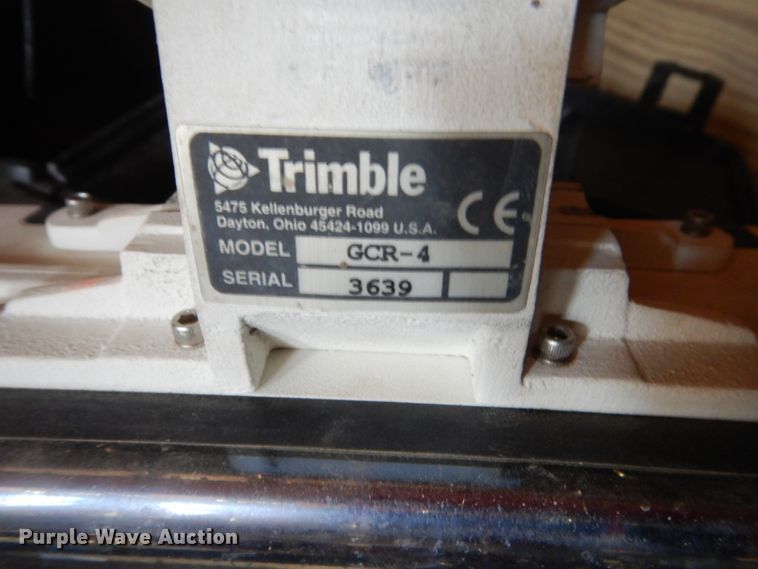 Trimble
5475 Kellenburger Road
Dayton, Ohio 45424-1099 U.S.A.
CE
MODEL GCR-4
SERIAL 3639
Purple Wave Auction